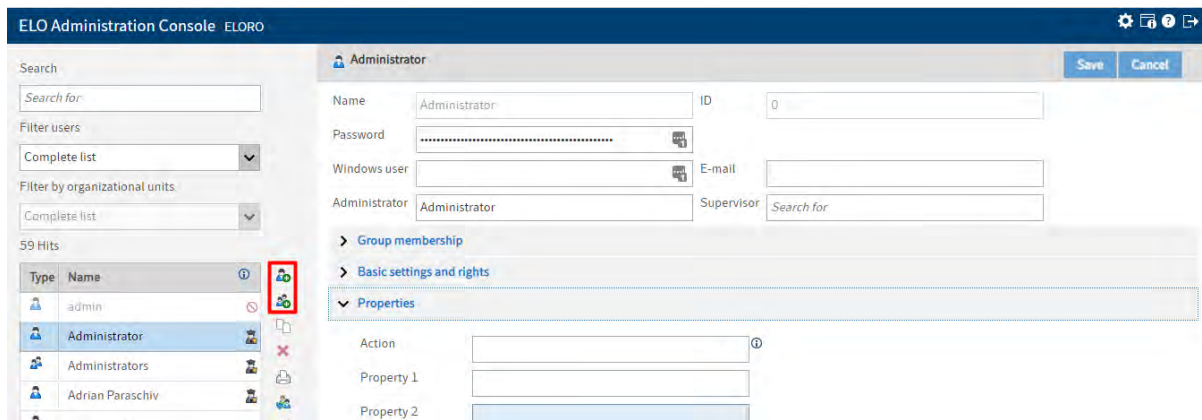 ELO Administration Console ELORO
Search
Search for
Filter users
Complete list
Filter by organizational units
Complete list
59 Hits
Type Name
admin
Administrator
Administrators
Adrian Paraschiv
Administrator
Save Cancel
Name Administrator ID 0
Password
Windows user E-mail
Administrator Administrator Supervisor Search for
Group membership
Basic settings and rights
Properties
Action
Property 1
Property 2